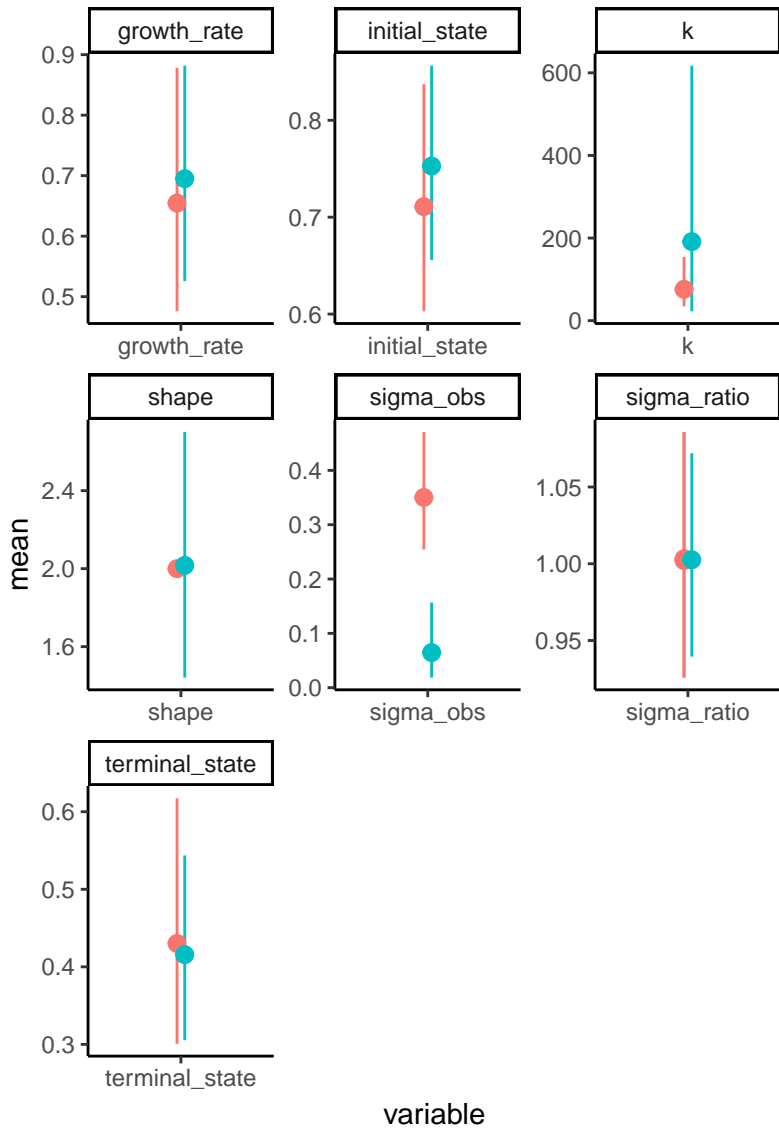 growth_rate
initial_state
k
0.9
0.8
0.7
0.6
0.5
0.8
0.7
0.6
600
400
200
0
growth_rate
initial_state
k
shape
sigma_obs
sigma_ratio
2.4
2.0
1.6
0.4
0.3
0.2
0.1
0.0
1.05
1.00
0.95
shape
sigma_obs
sigma_ratio
mean
terminal_state
0.6
0.5
0.4
0.3
terminal_state
variable